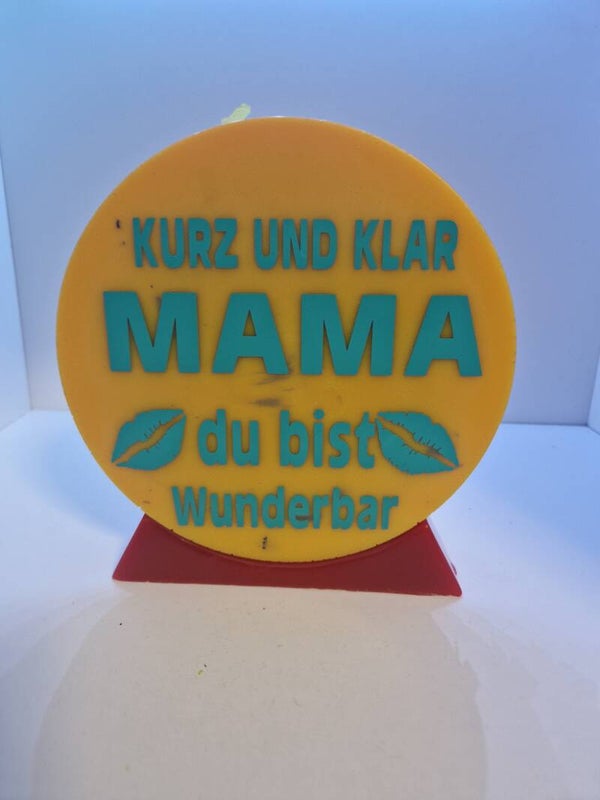 KURZ UND KLAR
MAMA
du bist
Wunderbar